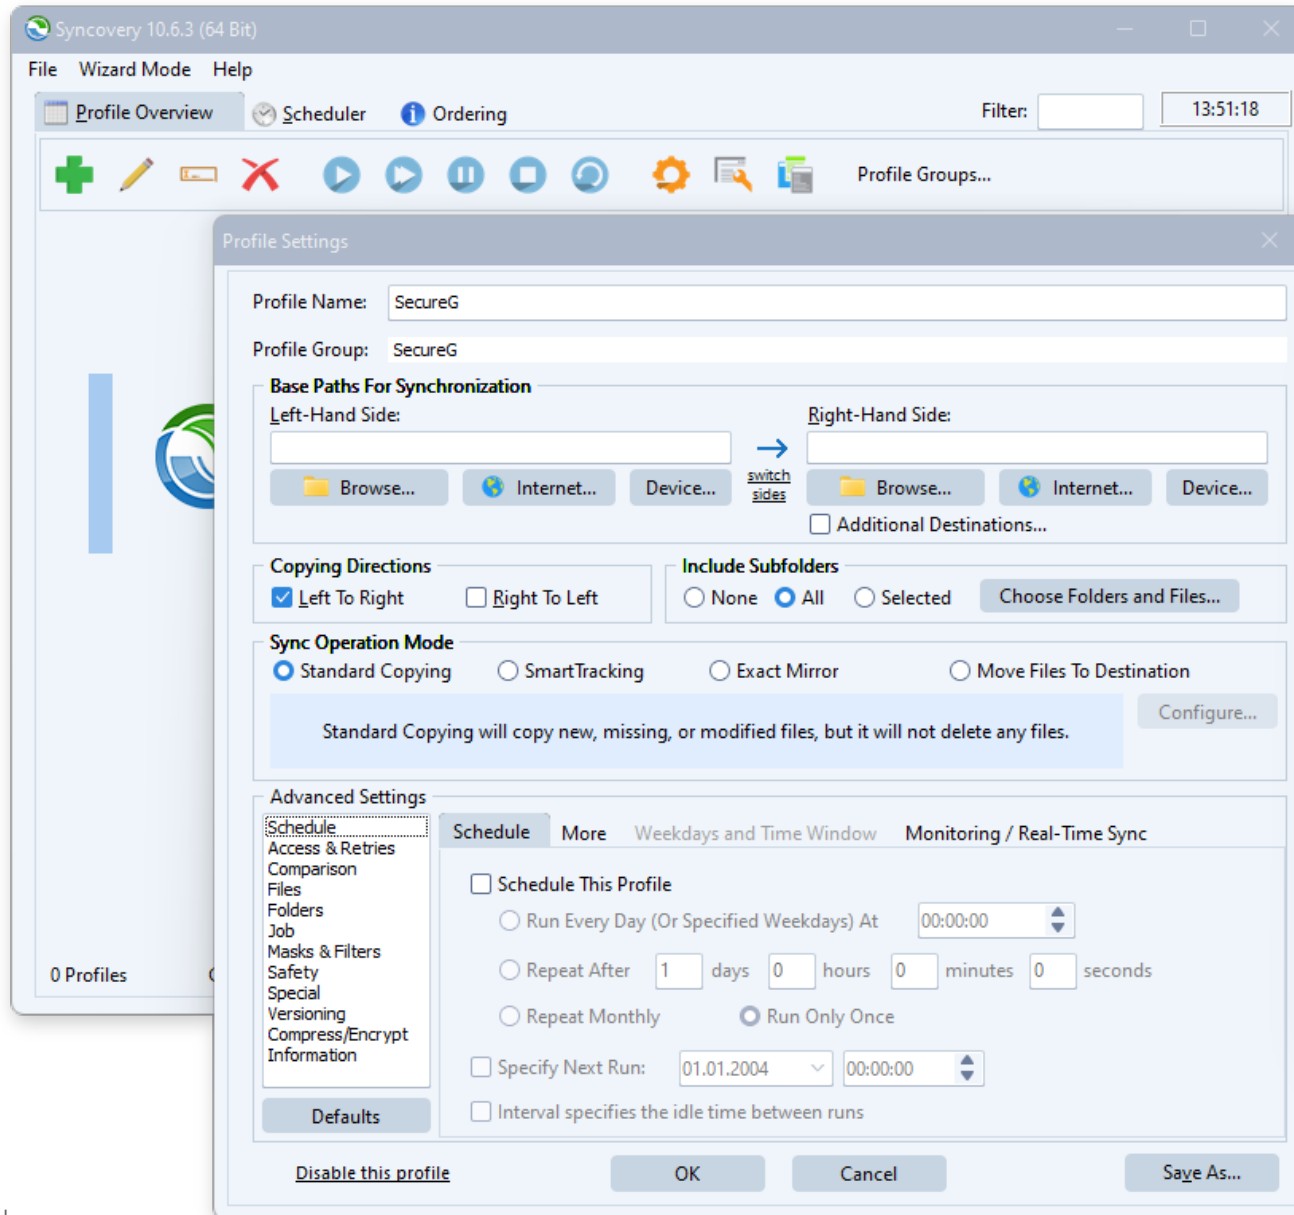 Syncovery 10.6.3 (64 Bit)
File Wizard Mode Help
Profile Overview Scheduler Ordering Filter: 13:51:18
Profile Groups...
Profile Settings
Profile Name: SecureG
Profile Group: SecureG
Base Paths For Synchronization
Left-Hand Side: Right-Hand Side:
Browse... Internet... Device... switch sides Browse... Internet... Device...
Additional Destinations...
Copying Directions Include Subfolders
Left To Right Right To Left None All Selected Choose Folders and Files...
Sync Operation Mode
Standard Copying SmartTracking Exact Mirror Move Files To Destination
Standard Copying will copy new, missing, or modified files, but it will not delete any files. Configure...
Advanced Settings
Schedule
Access & Retries
Comparison
Files
Folders
Job
Masks & Filters
Safety
Special
Versioning
Compress/Encrypt
Information
Defaults
Schedule More Weekdays and Time Window Monitoring / Real-Time Sync
Schedule This Profile
Run Every Day (Or Specified Weekdays) At 00:00:00
Repeat After 1 days 0 hours 0 minutes 0 seconds
Repeat Monthly Run Only Once
Specify Next Run: 01.01.2004 00:00:00
Interval specifies the idle time between runs
0 Profiles
Disable this profile OK Cancel Save As...